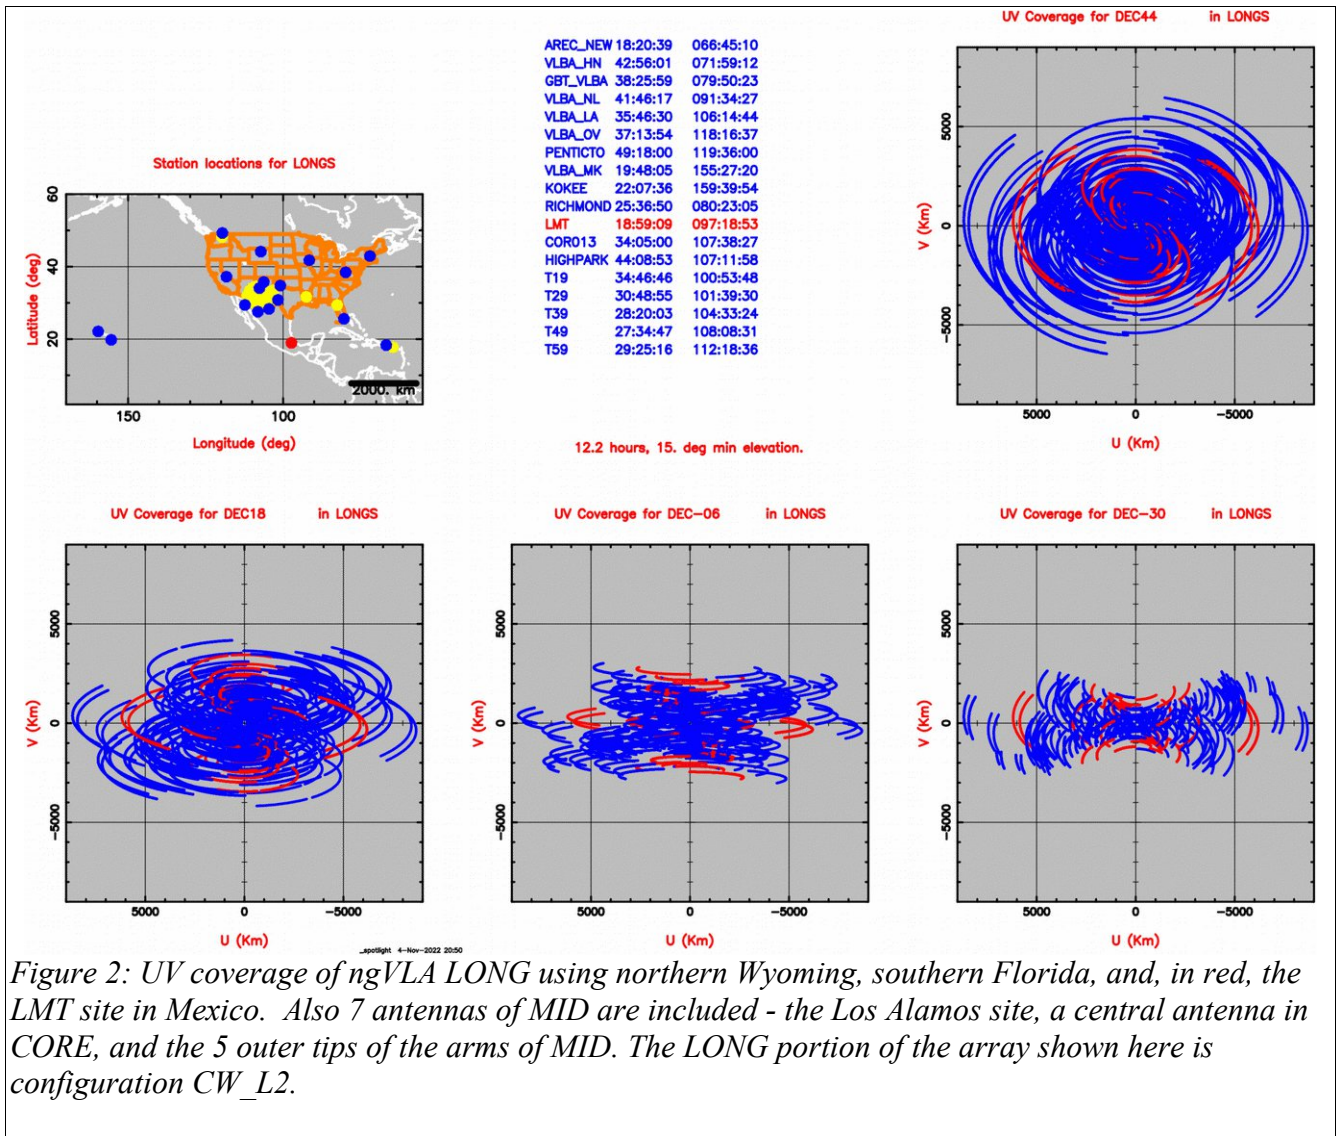 UV Coverage for DEC44 in LONGS
AREC_NEW 18:20:39 066:45:10
VLBA_HN 42:56:01 071:59:12
GBT_VLBA 38:25:59 079:50:23
VLBA_NL 41:46:17 091:34:27
VLBA_LA 35:46:30 106:14:44
VLBA_OV 37:13:54 118:16:37
PENTICTO 49:18:00 119:36:00
VLBA_MK 19:48:05 155:27:20
KOKEE 22:07:36 159:39:54
RICHMOND 25:36:50 080:23:05
LMT 18:59:09 097:18:53
COR013 34:05:00 107:38:27
HIGHPARK 44:08:53 107:11:58
T19 34:46:46 100:53:48
T29 30:48:55 101:39:30
T39 28:20:03 104:33:24
T49 27:34:47 108:08:31
T59 29:25:16 112:18:36
Station locations for LONGS
60
40
20
Latitude (deg)
2000. km
150 100
Longitude (deg)
5000
0
-5000
V (Km)
5000 0 -5000
U (Km)
12.2 hours, 15. deg min elevation.
UV Coverage for DEC18 in LONGS
5000
0
-5000
V (Km)
5000 0 -5000
U (Km)
_spotlight 4-Nov-2022 20:50
UV Coverage for DEC-06 in LONGS
5000
0
-5000
V (Km)
5000 0 -5000
U (Km)
UV Coverage for DEC-30 in LONGS
5000
0
-5000
V (Km)
5000 0 -5000
U (Km)
Figure 2: UV coverage of ngVLA LONG using northern Wyoming, southern Florida, and, in red, the
LMT site in Mexico. Also 7 antennas of MID are included - the Los Alamos site, a central antenna in
CORE, and the 5 outer tips of the arms of MID. The LONG portion of the array shown here is
configuration CW_L2.